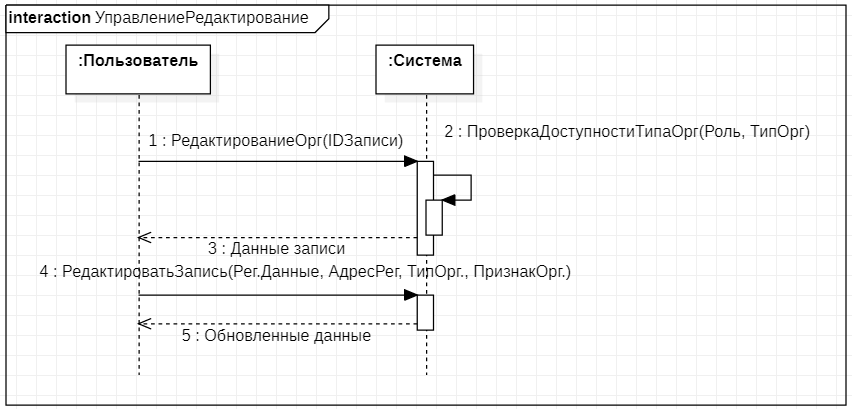 interaction УправлениеРедактирование
:Пользователь
:Система
2 : ПроверкаДоступностиТипаОрг(Роль, ТипОрг)
1 : РедактированиеОрг(IDЗаписи)
3 : Данные записи
4 : РедактироватьЗапись(Рег.Данные, АдресРег, ТипОрг., ПризнакОрг.)
5 : Обновленные данные